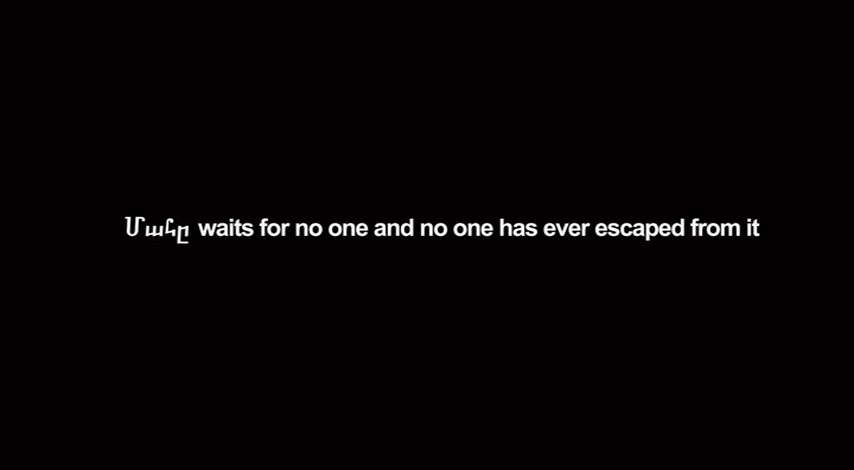 Մահը waits for no one and no one has ever escaped from it